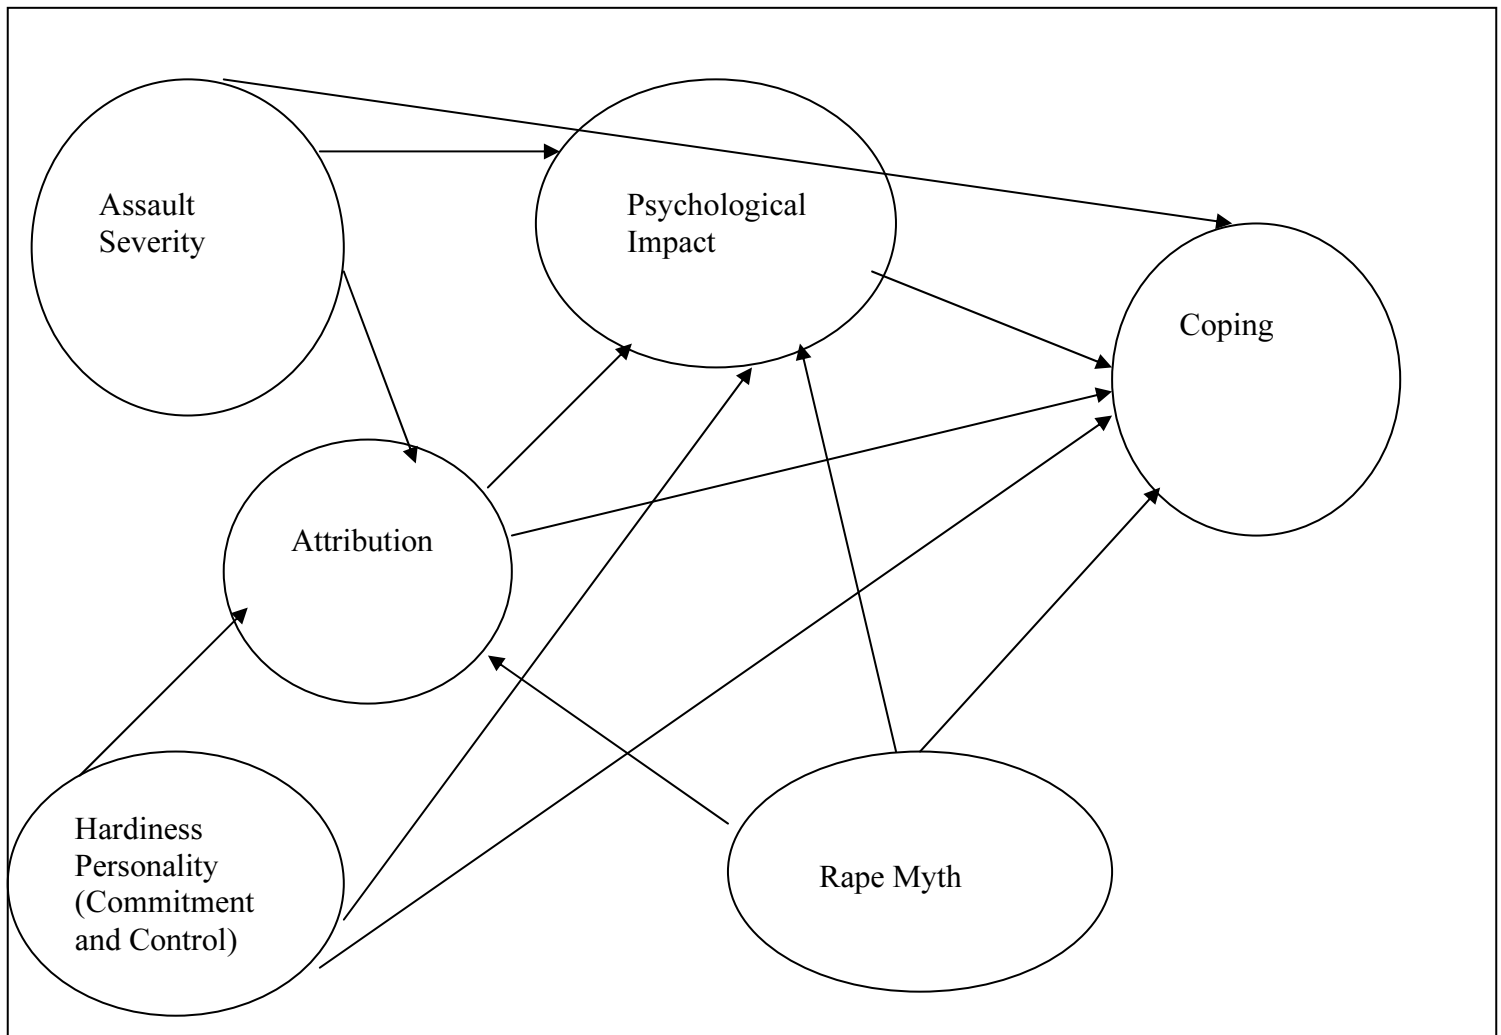 Assault
Severity
Psychological
Impact
Coping
Attribution
Hardiness
Personality
(Commitment
and Control)
Rape Myth